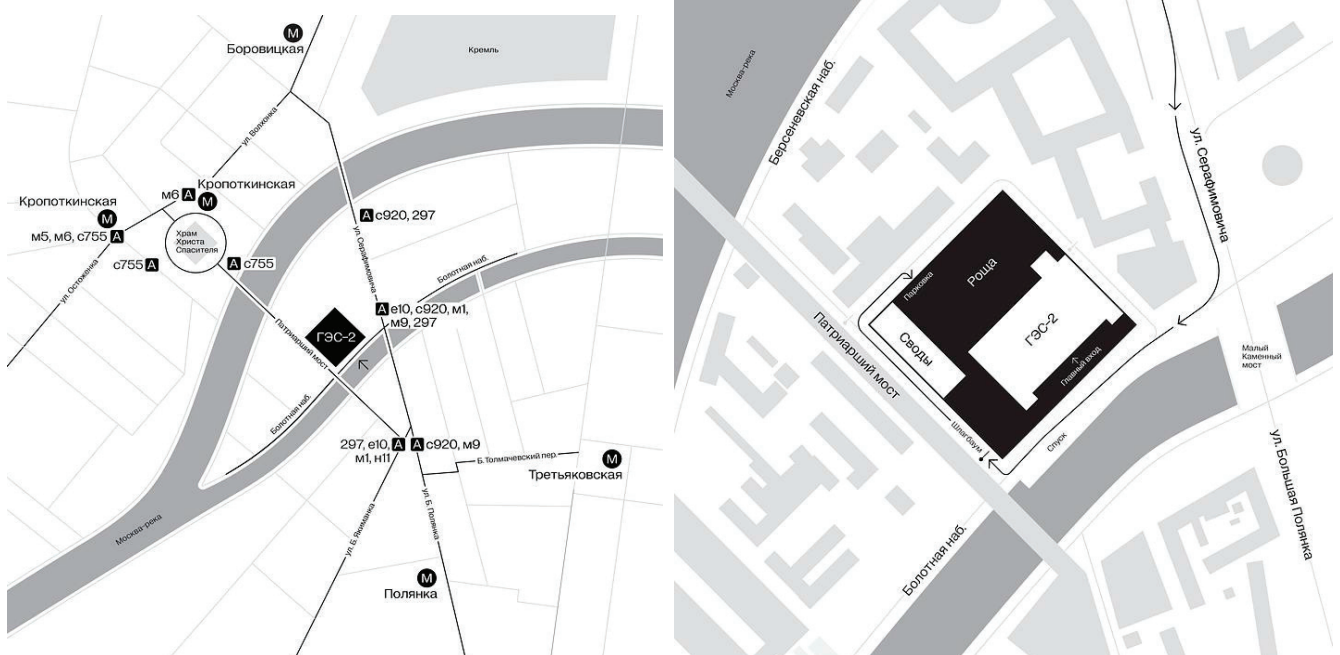 М
Боровицкая
Кремль
ул. Волхонка
Кропоткинская
М
м6 А
Кропоткинская
М
м5, м6, с755 А
Храм
Христа
Спасителя
с755 А
А с755
А с920, 297
ул. Серафимовича
ул. Остоженка
Болотная наб.
А е10, с920, м1,
м9, 297
ГЭС-2
Патриарший мост
Болотная наб.
297, е10, А
м1, н11
А с920, м9
Б. Толмачевский пер.
М
Третьяковская
Москва-река
ул. Б. Якиманка
ул. Б. Полянка
М
Полянка
Москва-река
Берсеневская наб.
ул. Серафимовича
Парковка
Роща
Своды
ГЭС-2
Главный вход
Патриарший мост
Малый
Каменный
мост
Шлагбаум
Спуск
Болотная наб.
ул. Большая Полянка